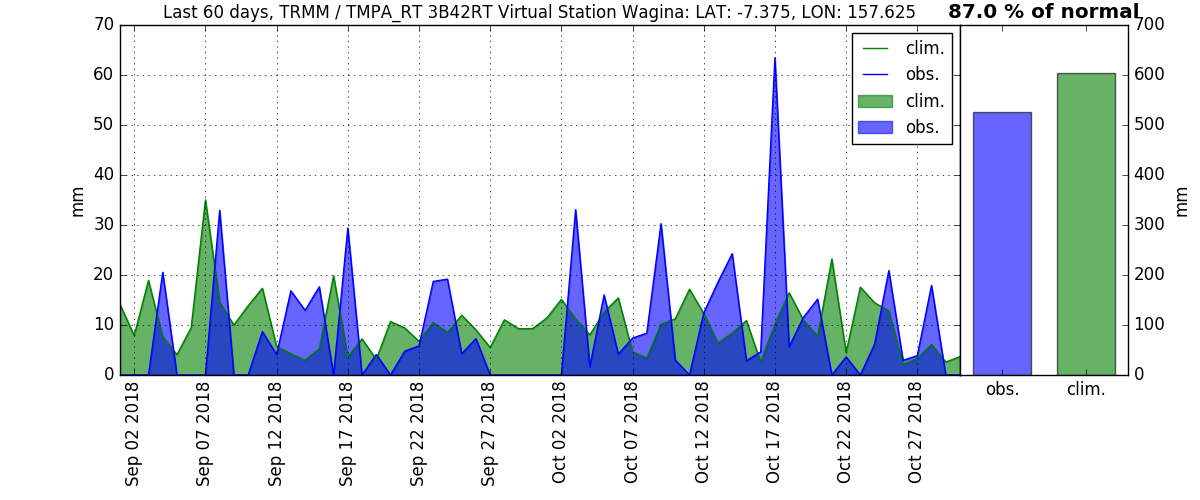 Last 60 days, TRMM / TMPA_RT 3B42RT Virtual Station Wagina: LAT: -7.375, LON: 157.625
87.0 % of normal
70
60
50
40
30
20
10
0
mm
clim.
obs.
clim.
obs.
Sep 02 2018
Sep 07 2018
Sep 12 2018
Sep 17 2018
Sep 22 2018
Sep 27 2018
Oct 02 2018
Oct 07 2018
Oct 12 2018
Oct 17 2018
Oct 22 2018
Oct 27 2018
700
600
500
400
300
200
100
0
mm
obs.
clim.